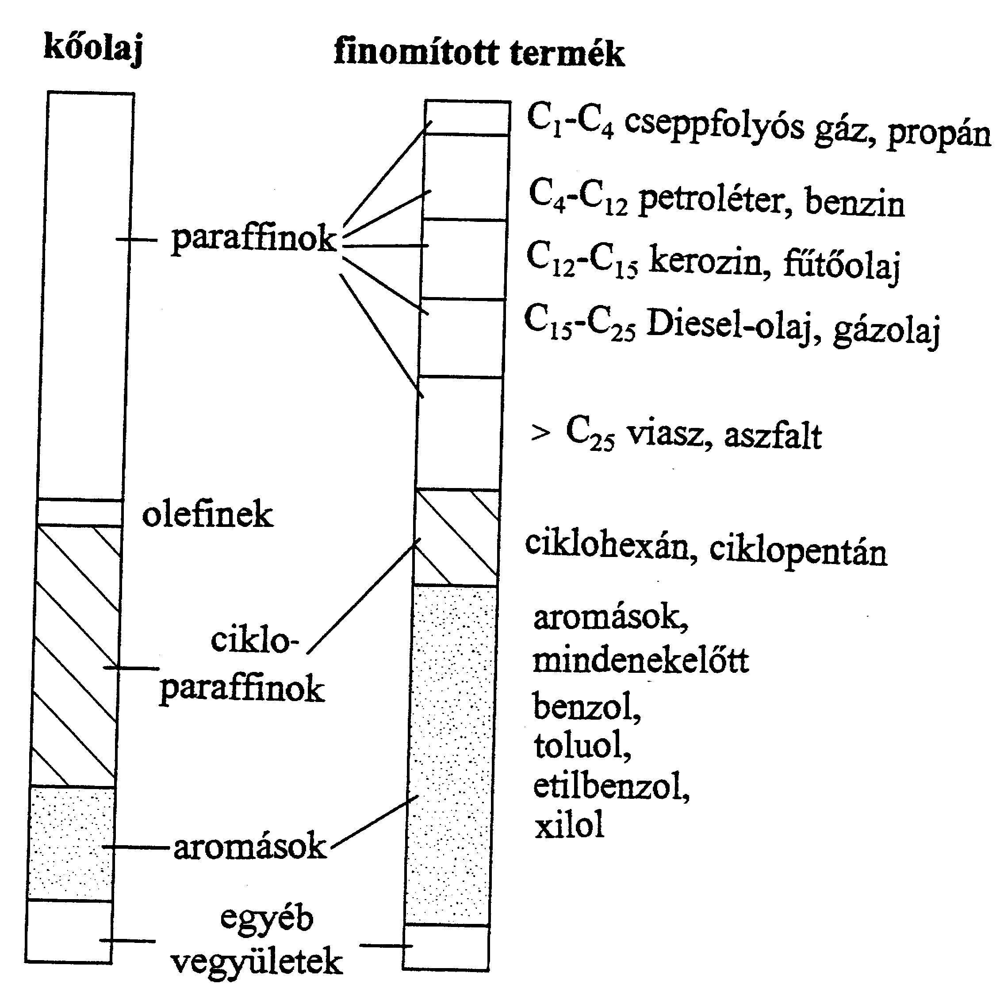 kőolaj
finomított termék
C₁-C₄ cseppfolyós gáz, propán
C₄-C₁₂ petroléter, benzin
paraffinok
C₁₂-C₁₅ kerozin, fűtőolaj
C₁₅-C₂₅ Diesel-olaj, gázolaj
> C₂₅ viasz, aszfalt
olefinek
ciklohexán, ciklopentán
ciklo-
paraffinok
aromások,
mindenekelőtt
benzol,
toluol,
etilbenzol,
xilol
aromások
egyéb
vegyületek